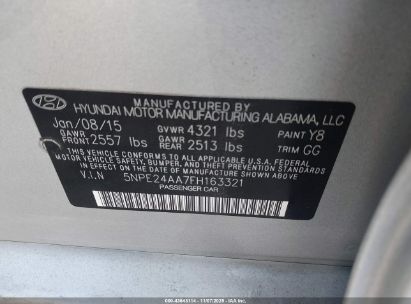 MANUFACTURED BY
HYUNDAI MOTOR MANUFACTURING ALABAMA, LLC
Jan/08/15 GVWR 4321 lbs PAINT Y8
GAWR FRONT 2557 lbs GAWR REAR 2513 lbs TRIM GG
THIS VEHICLE CONFORMS TO ALL APPLICABLE U.S.A FEDERAL
MOTOR VEHICLE SAFETY, BUMPER, AND THEFT PREVENTION STANDARDS
IN EFFECT ON THE DATE OF MANUFACTURE SHOWN ABOVE.
V.I.N 5NPE24AA7FH163321
PASSENGER CAR